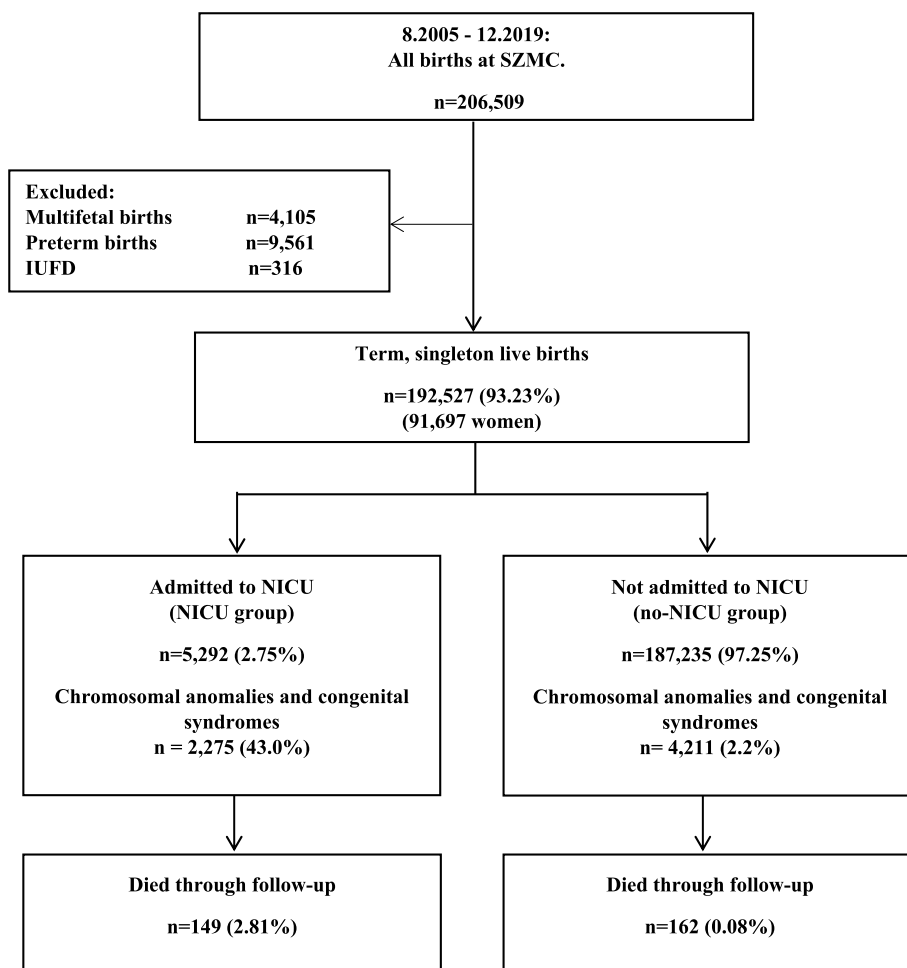 8.2005 - 12.2019:
All births at SZMC.
n=206,509
Excluded:
Multifetal births n=4,105
Preterm births n=9,561
IUFD n=316
Term, singleton live births
n=192,527 (93.23%)
(91,697 women)
Admitted to NICU
(NICU group)
n=5,292 (2.75%)
Chromosomal anomalies and congenital
syndromes
n = 2,275 (43.0%)
Not admitted to NICU
(no-NICU group)
n=187,235 (97.25%)
Chromosomal anomalies and congenital
syndromes
n= 4,211 (2.2%)
Died through follow-up
n=149 (2.81%)
Died through follow-up
n=162 (0.08%)